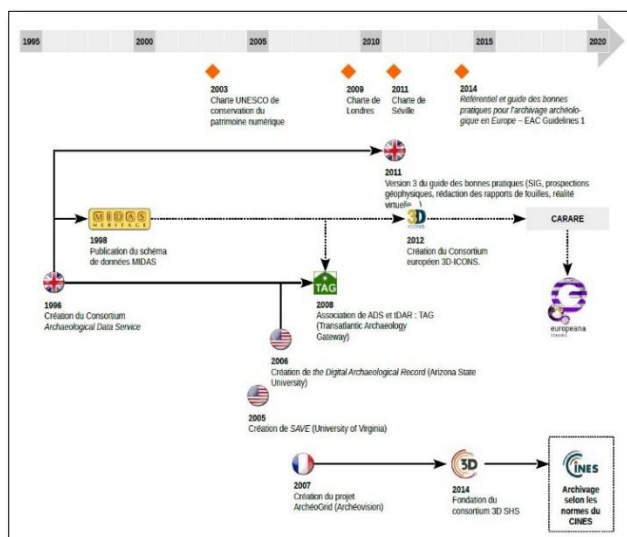 1995 2000 2005 2010 2015 2020
2003
Charte UNESCO de
conservation du
patrimoine numérique
2009
Charte de
Londres
2011
Charte de
Séville
2014
Référentiel et guide des bonnes
pratiques pour l'archivage archéolo-
gique en Europe – EAC Guidelines 1
2011
Version 3 du guide des bonnes pratiques (SIG, prospections
géophysiques, rédaction des rapports de fouilles, réalité
virtuelle...)
MIDAS
HERITAGE
1998
Publication du schéma
de données MIDAS
3D
ICONS
2012
Création du Consortium
européen 3D-ICONS.
CARARE
1996
Création du Consortium
Archaeological Data Service
TAG
2008
Association de ADS et tDAR : TAG
(Transatlantic Archaeology
Gateway)
europeana
2006
Création de the Digital Archaeological Record (Arizona State
University)
2005
Création de SAVE (University of Virginia)
2007
Création du projet
ArchéoGrid (Archéovision)
3D
2014
Fondation du
consortium 3D SHS
CINES
Archivage
selon les
normes du
CINES